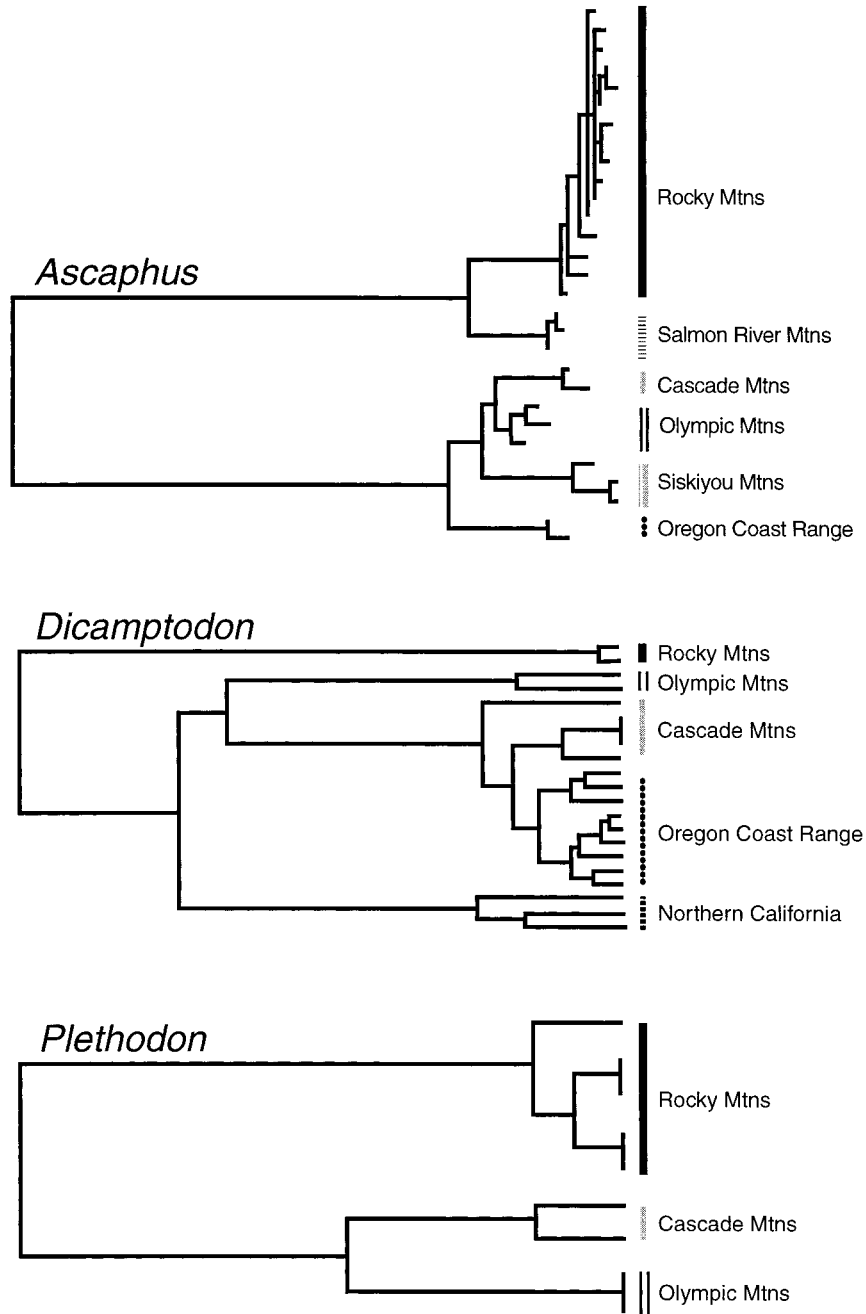 Ascaphus
Rocky Mtns
Salmon River Mtns
Cascade Mtns
Olympic Mtns
Siskiyou Mtns
Oregon Coast Range
Dicamptodon
Rocky Mtns
Olympic Mtns
Cascade Mtns
Oregon Coast Range
Northern California
Plethodon
Rocky Mtns
Cascade Mtns
Olympic Mtns